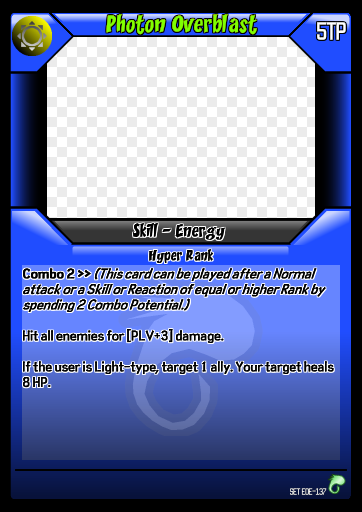 Photon Overblast
5TP
Skill - Energy
Hyper Rank
Combo 2 >> (This card can be played after a Normal
attack or a Skill or Reaction of equal or higher Rank by
spending 2 Combo Potential.)
Hit all enemies for [PLV+3] damage.
If the user is Light-type, target 1 ally. Your target heals
8 HP.
SET EOE-137